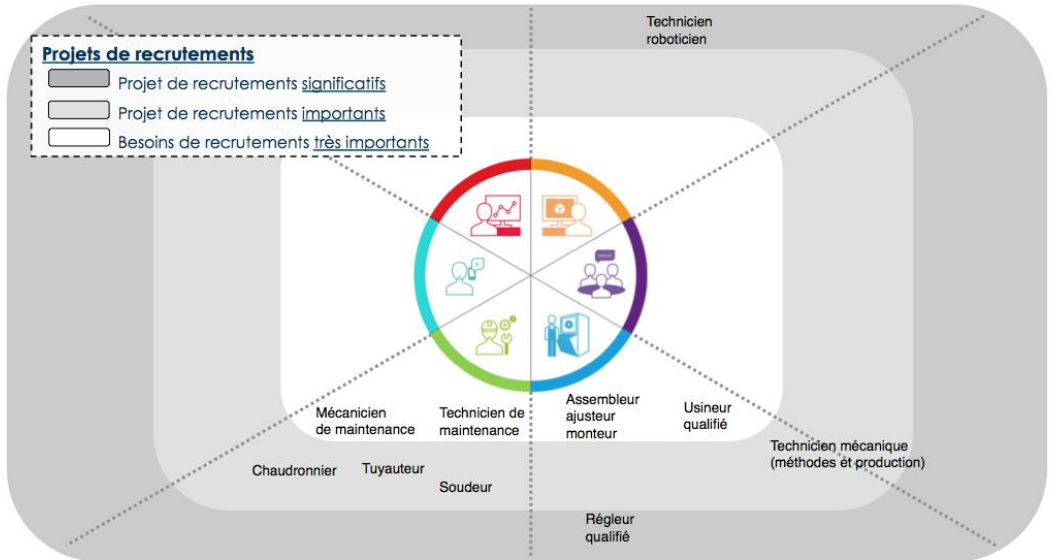 Technicien
roboticien
Projets de recrutements
Projet de recrutements significatifs
Projet de recrutements importants
Besoins de recrutements très importants
Mécanicien
de maintenance
Technicien de
maintenance
Assembleur
ajusteur
monteur
Usineur
qualifié
Chaudronnier
Tuyauteur
Soudeur
Technicien mécanique
(méthodes ét production)
Régleur
qualifié